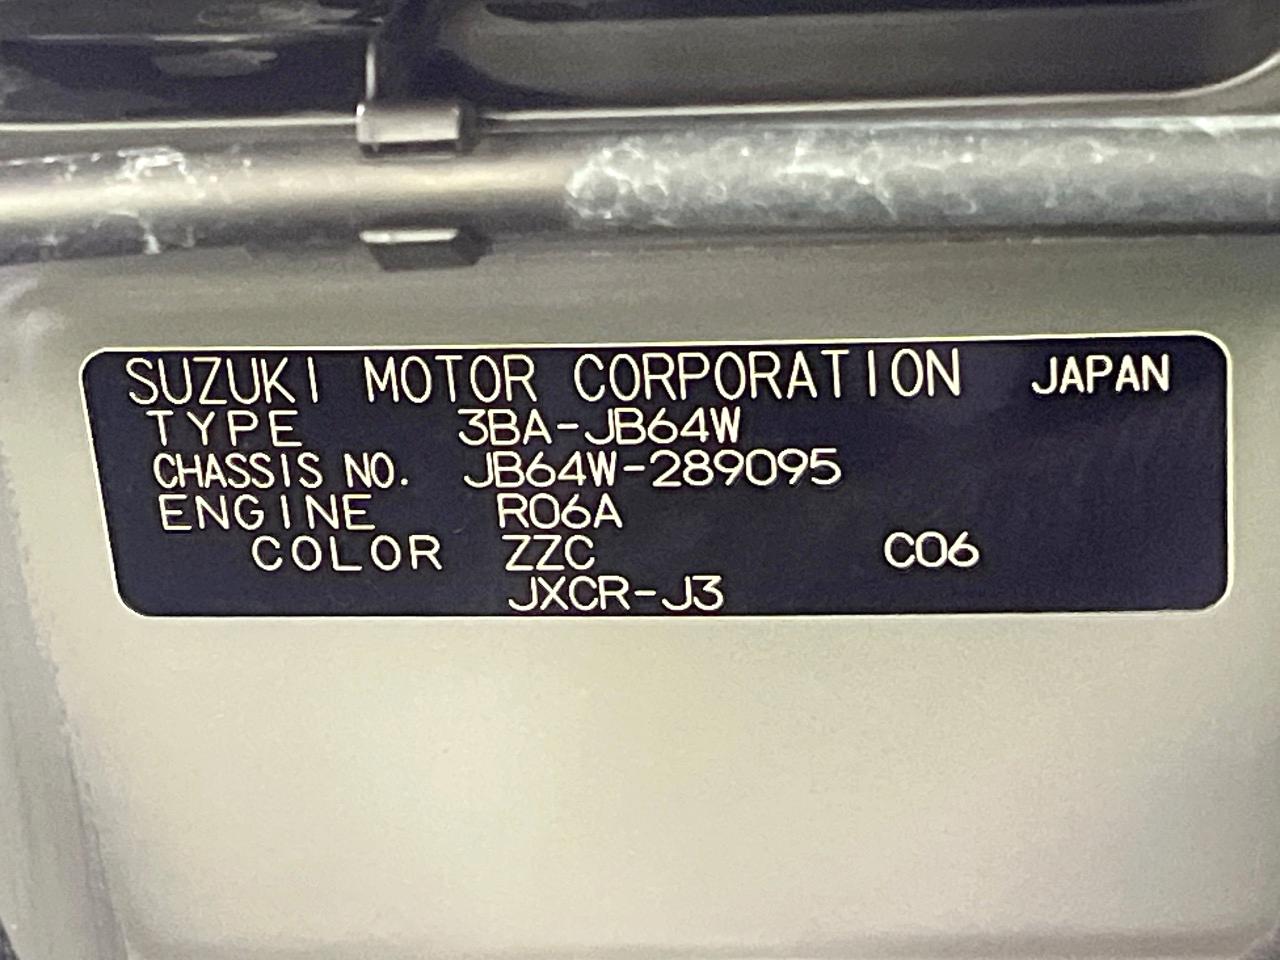 SUZUKI MOTOR CORPORATION JAPAN
TYPE 3BA-JB64W
CHASSIS NO. JB64W-289095
ENGINE R06A
COLOR ZZC C06
JXCR-J3